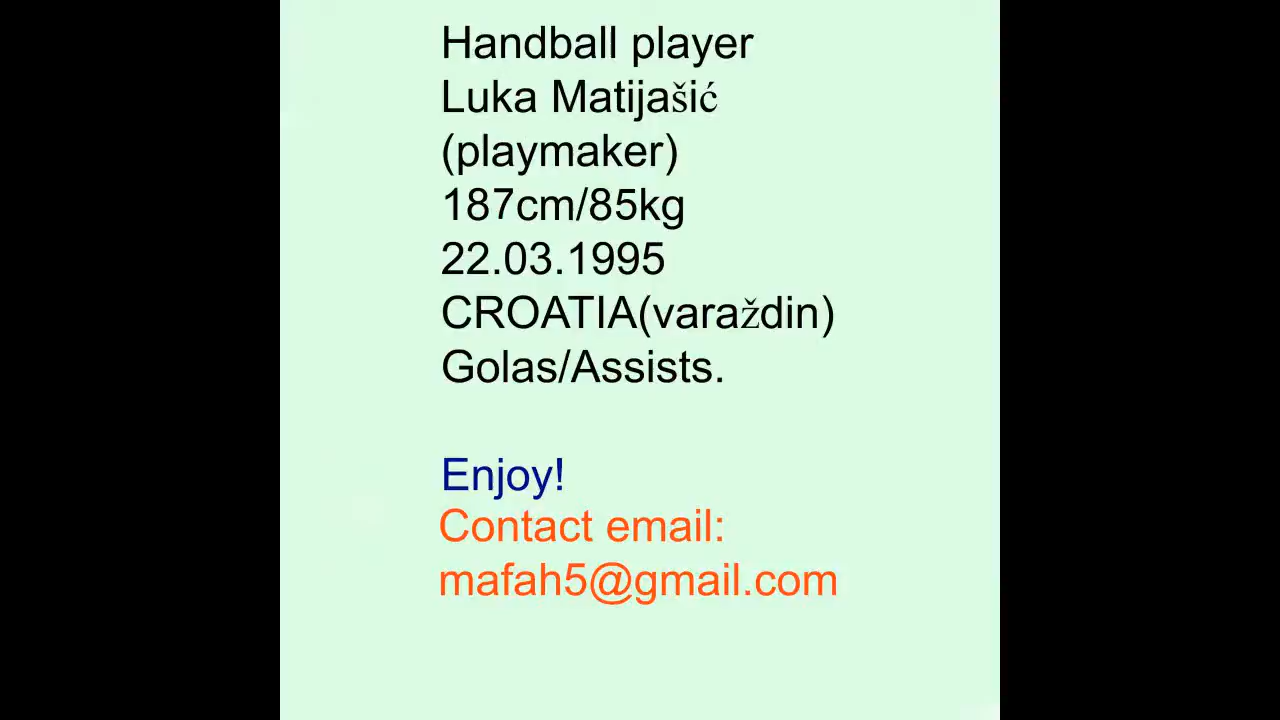 Handball player
Luka Matijašić
(playmaker)
187cm/85kg
22.03.1995
CROATIA(varaždin)
Golas/Assists.
Enjoy!
Contact email:
mafah5@gmail.com